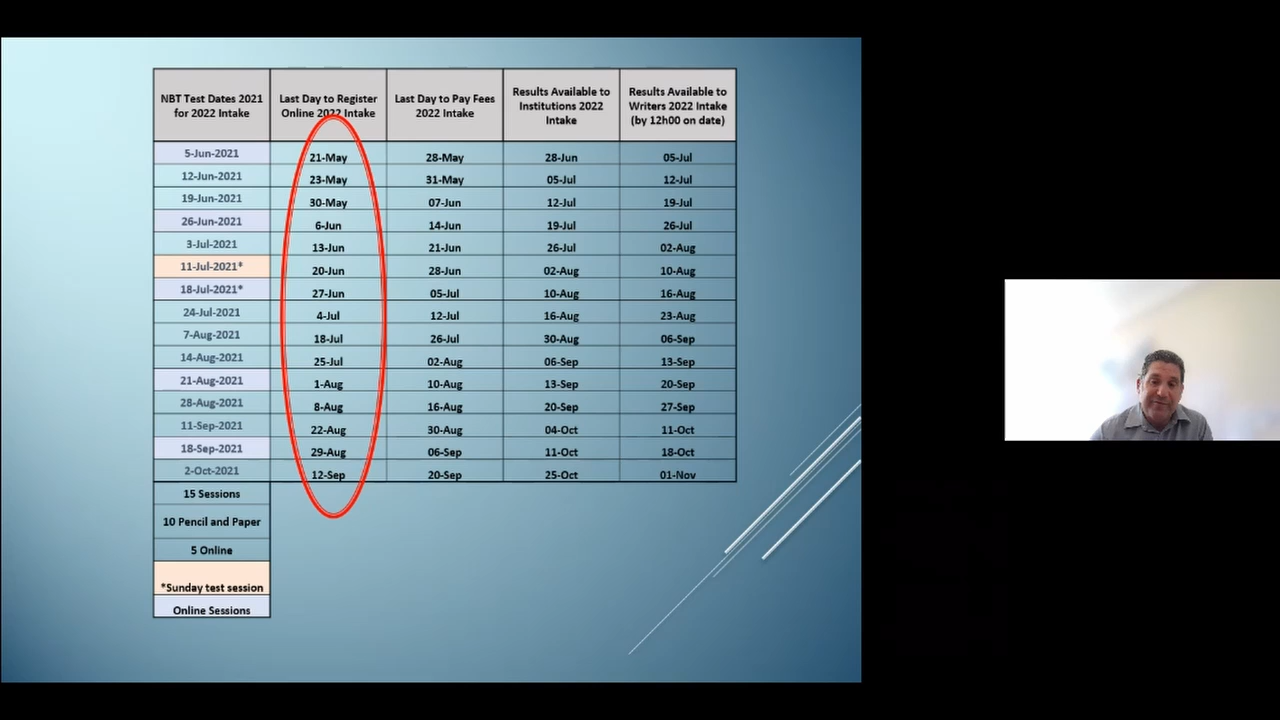 NBT Test Dates 2021 for 2022 Intake	Last Day to Register Online 2022 Intake	Last Day to Pay Fees 2022 Intake	Results Available to Institutions 2022 Intake	Results Available to Writers 2022 Intake (by 12h00 on date)
5-Jun-2021	21-May	28-May	28-Jun	05-Jul
12-Jun-2021	23-May	31-May	05-Jul	12-Jul
19-Jun-2021	30-May	07-Jun	12-Jul	19-Jul
26-Jun-2021	6-Jun	14-Jun	19-Jul	26-Jul
3-Jul-2021	13-Jun	21-Jun	26-Jul	02-Aug
11-Jul-2021*	20-Jun	28-Jun	02-Aug	10-Aug
18-Jul-2021*	27-Jun	05-Jul	10-Aug	16-Aug
24-Jul-2021	4-Jul	12-Jul	16-Aug	23-Aug
7-Aug-2021	18-Jul	26-Jul	30-Aug	06-Sep
14-Aug-2021	25-Jul	02-Aug	06-Sep	13-Sep
21-Aug-2021	1-Aug	10-Aug	13-Sep	20-Sep
28-Aug-2021	8-Aug	16-Aug	20-Sep	27-Sep
11-Sep-2021	22-Aug	30-Aug	04-Oct	11-Oct
18-Sep-2021	29-Aug	06-Sep	11-Oct	18-Oct
2-Oct-2021	12-Sep	20-Sep	25-Oct	01-Nov
15 Sessions
10 Pencil and Paper
5 Online
*Sunday test session
Online Sessions